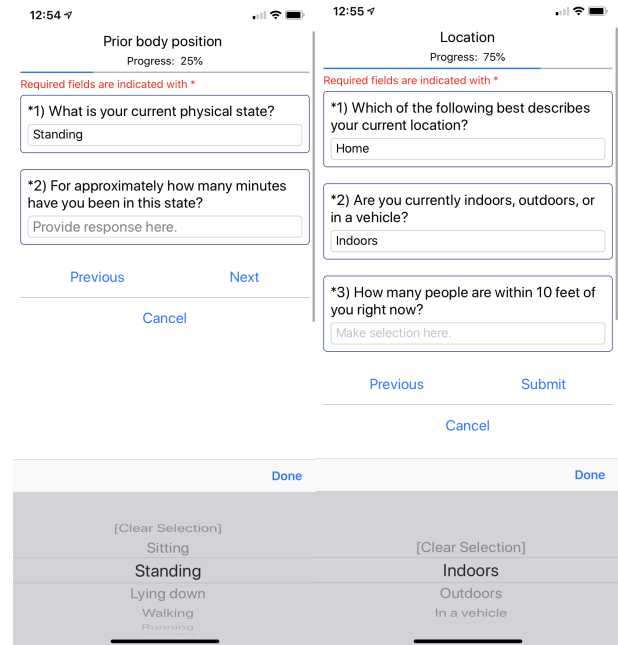 12:54
Prior body position
Progress: 25%
Required fields are indicated with *
*1) What is your current physical state?
Standing
*2) For approximately how many minutes
have you been in this state?
Provide response here.
Previous Next
Cancel
Done
[Clear Selection]
Sitting
Standing
Lying down
Walking
Running
12:55
Location
Progress: 75%
Required fields are indicated with *
*1) Which of the following best describes
your current location?
Home
*2) Are you currently indoors, outdoors, or
in a vehicle?
Indoors
*3) How many people are within 10 feet of
you right now?
Make selection here.
Previous Submit
Cancel
Done
[Clear Selection]
Indoors
Outdoors
In a vehicle